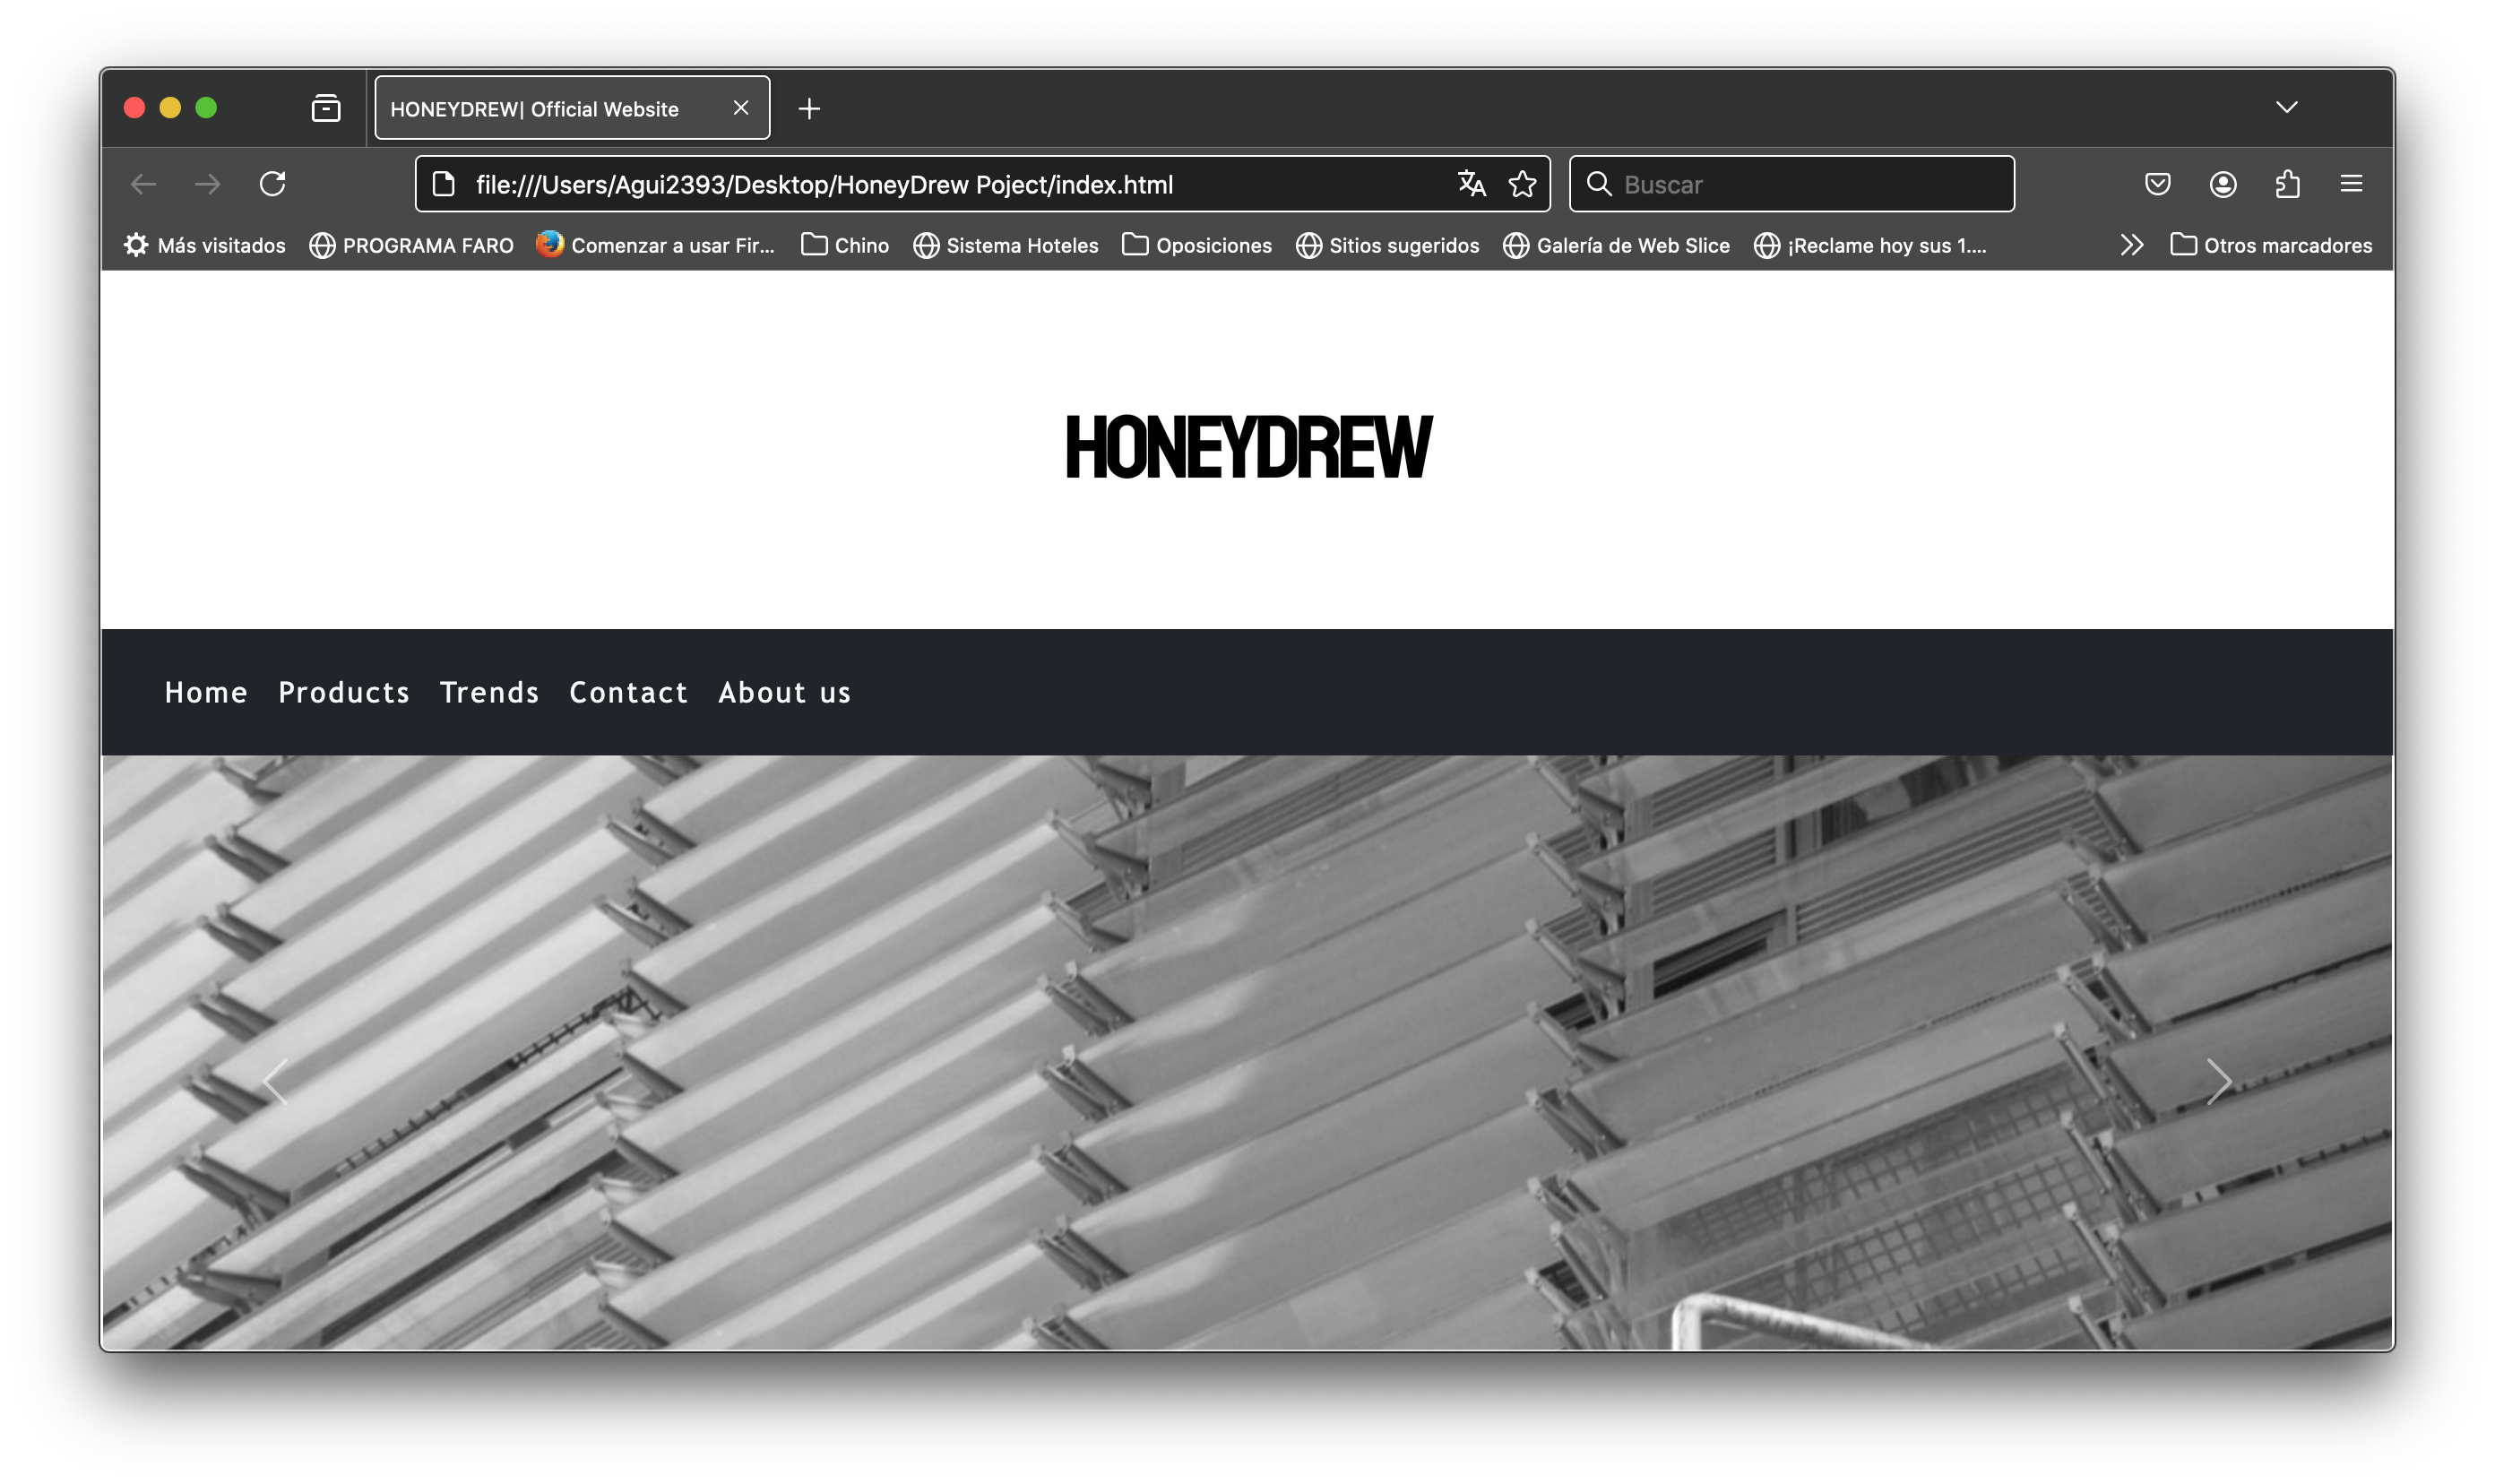 HONEYDREW| Official Website
file:///Users/Agui2393/Desktop/HoneyDrew Poject/index.html Buscar
Más visitados PROGRAMA FARO Comenzar a usar Fir... Chino Sistema Hoteles Oposiciones Sitios sugeridos Galería de Web Slice ¡Reclame hoy sus 1.... Otros marcadores
HONEYDREW
Home Products Trends Contact About us